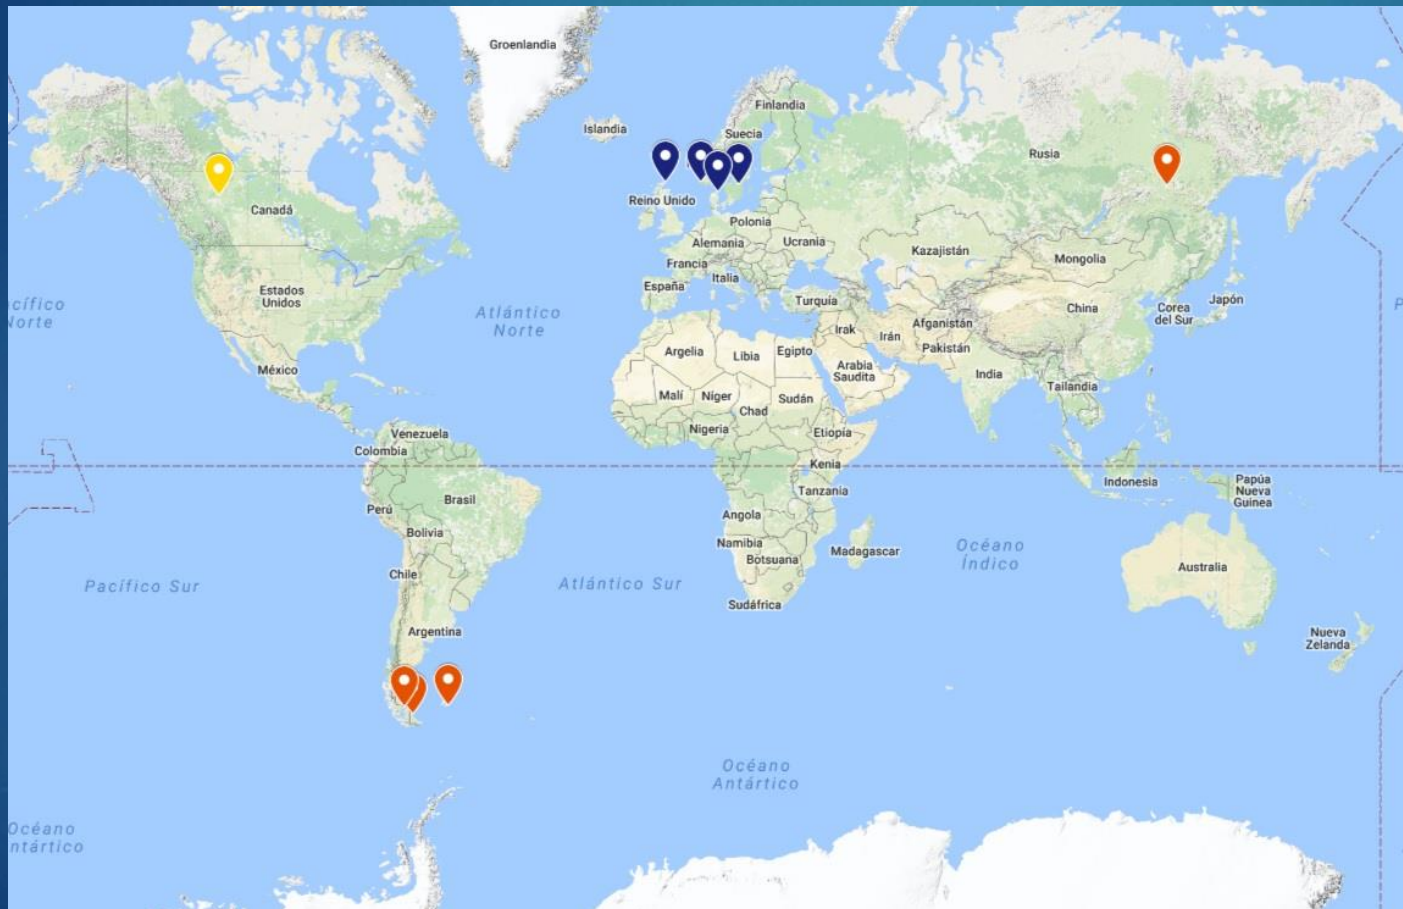 Groenlandia
Islandia
Finlandia
Suecia
Rusia
Reino Unido
Canadá
Polonia
Alemania
Ucrania
Kazajistán
Mongolia
Francia
Italia
España
Estados
Unidos
Turquía
China
Corea
del Sur
Japón
acífico
Norte
Atlántico
Norte
Afganistán
Irak
Irán
Pakistán
Argelia
Libia
Egipto
Arabia
Saudita
México
India
Tailandia
Malí
Níger
Sudán
Chad
Nigeria
Etiopía
Venezuela
Colombia
Kenia
Indonesia
Papúa
Nueva
Guinea
Tanzania
Brasil
Perú
Angola
Bolivia
Namibia
Botsuana
Madagascar
Océano
Índico
Chile
Pacífico Sur
Atlántico Sur
Australia
Sudáfrica
Argentina
Nueva
Zelanda
Océano
Antártico
Océano
ntártico